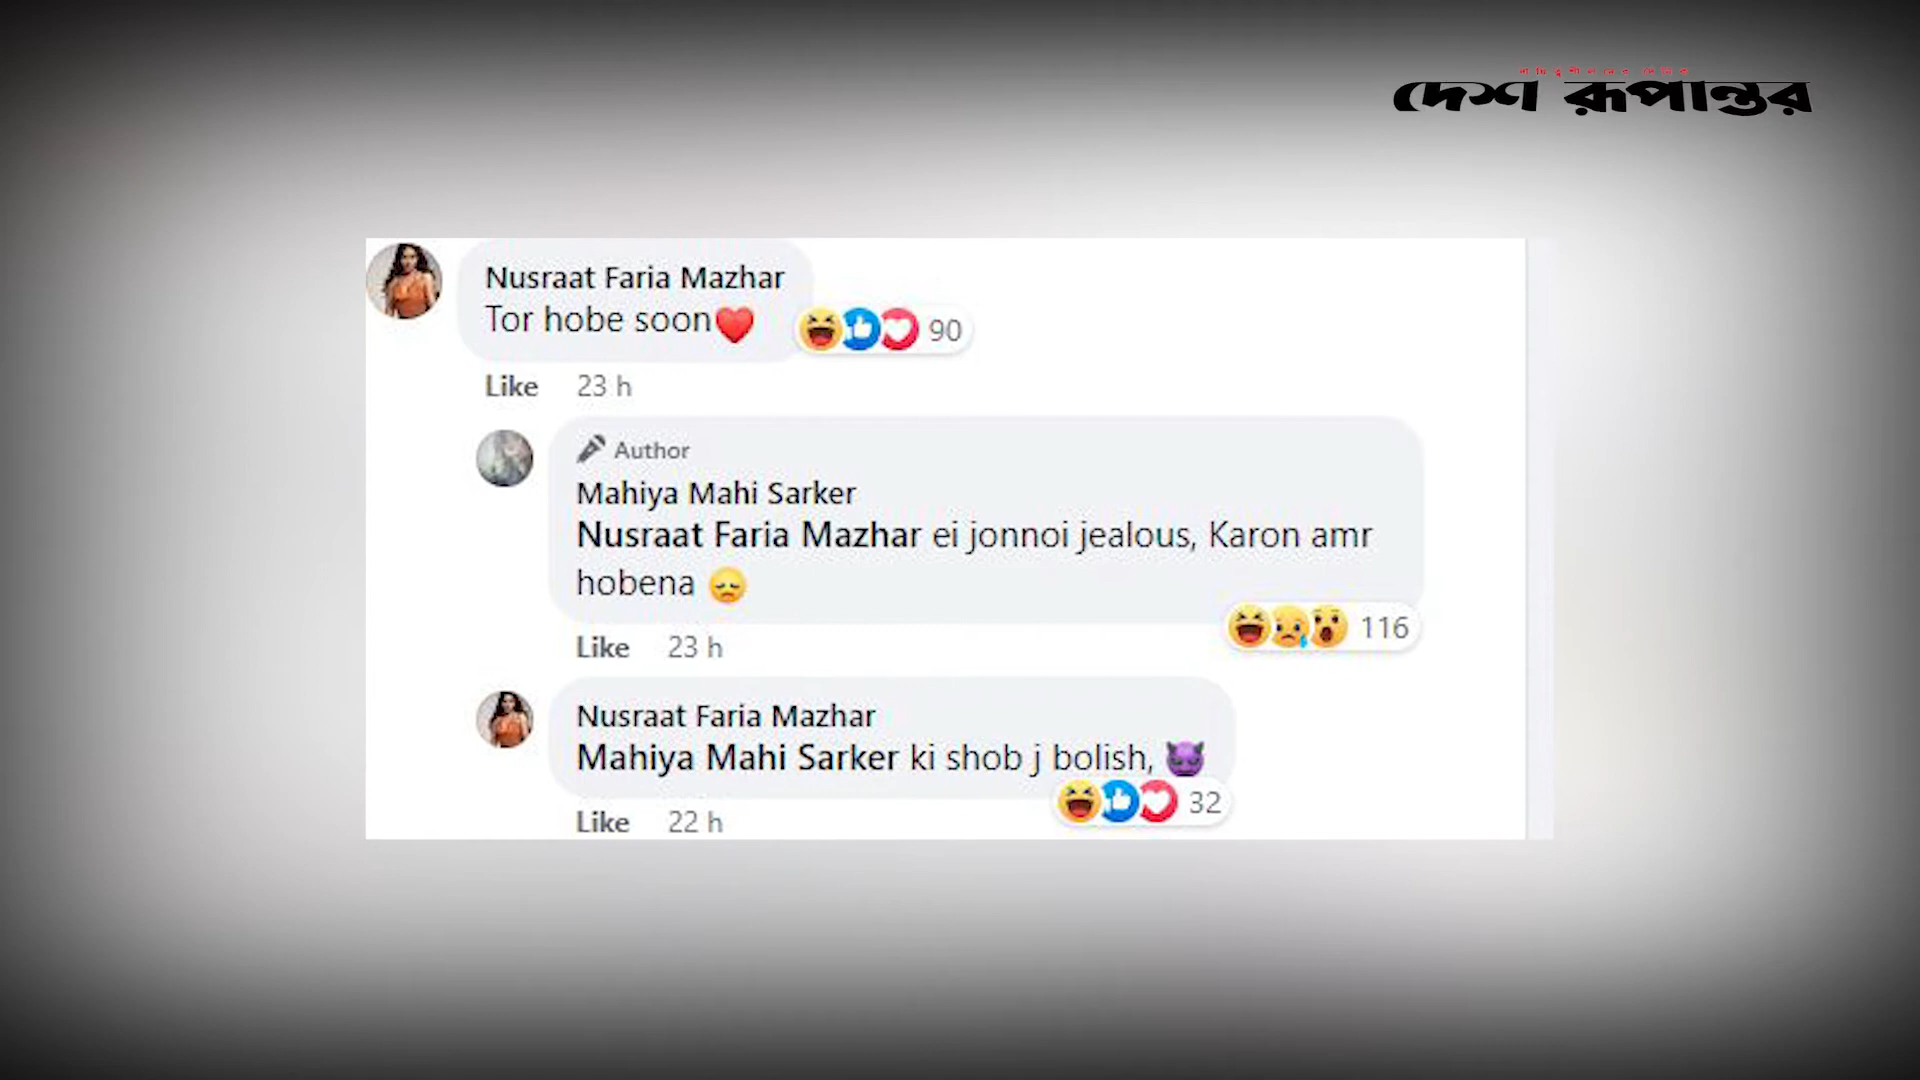 দেশ রূপান্তর
Nusraat Faria Mazhar
Tor hobe soon❤️
90
Like 23 h
Author
Mahiya Mahi Sarker
Nusraat Faria Mazhar ei jonnoi jealous, Karon amr
hobena 😞
116
Like 23 h
Nusraat Faria Mazhar
Mahiya Mahi Sarker ki shob j bolish, 😈
32
Like 22 h